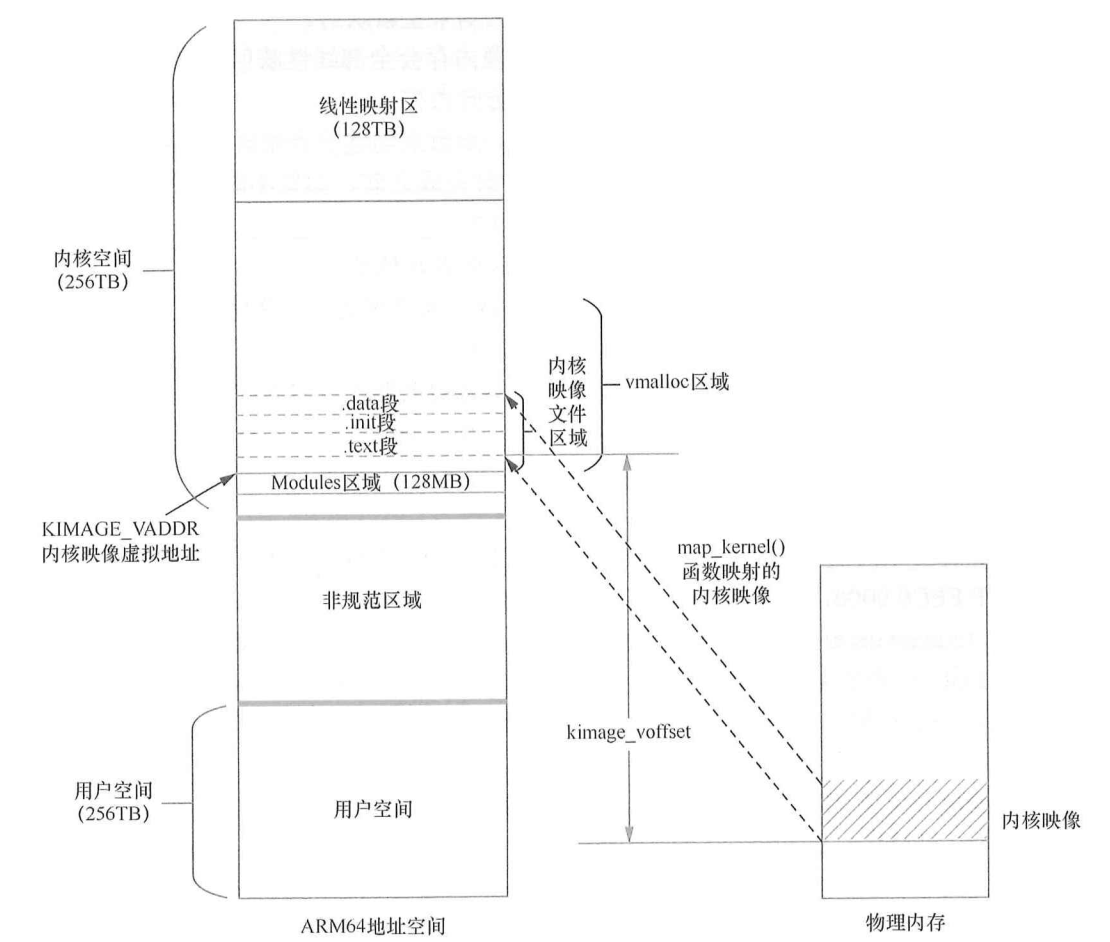 线性映射区
(128TB)
内核空间
(256TB)
内核
映像
文件
区域
vmalloc区域
.data段
.init段
.text段
Modules区域（128MB）
KIMAGE_VADDR
内核映像虚拟地址
map_kernel()
函数映射的
内核映像
非规范区域
kimage_voffset
用户空间
(256TB)
用户空间
内核映像
ARM64地址空间
物理内存